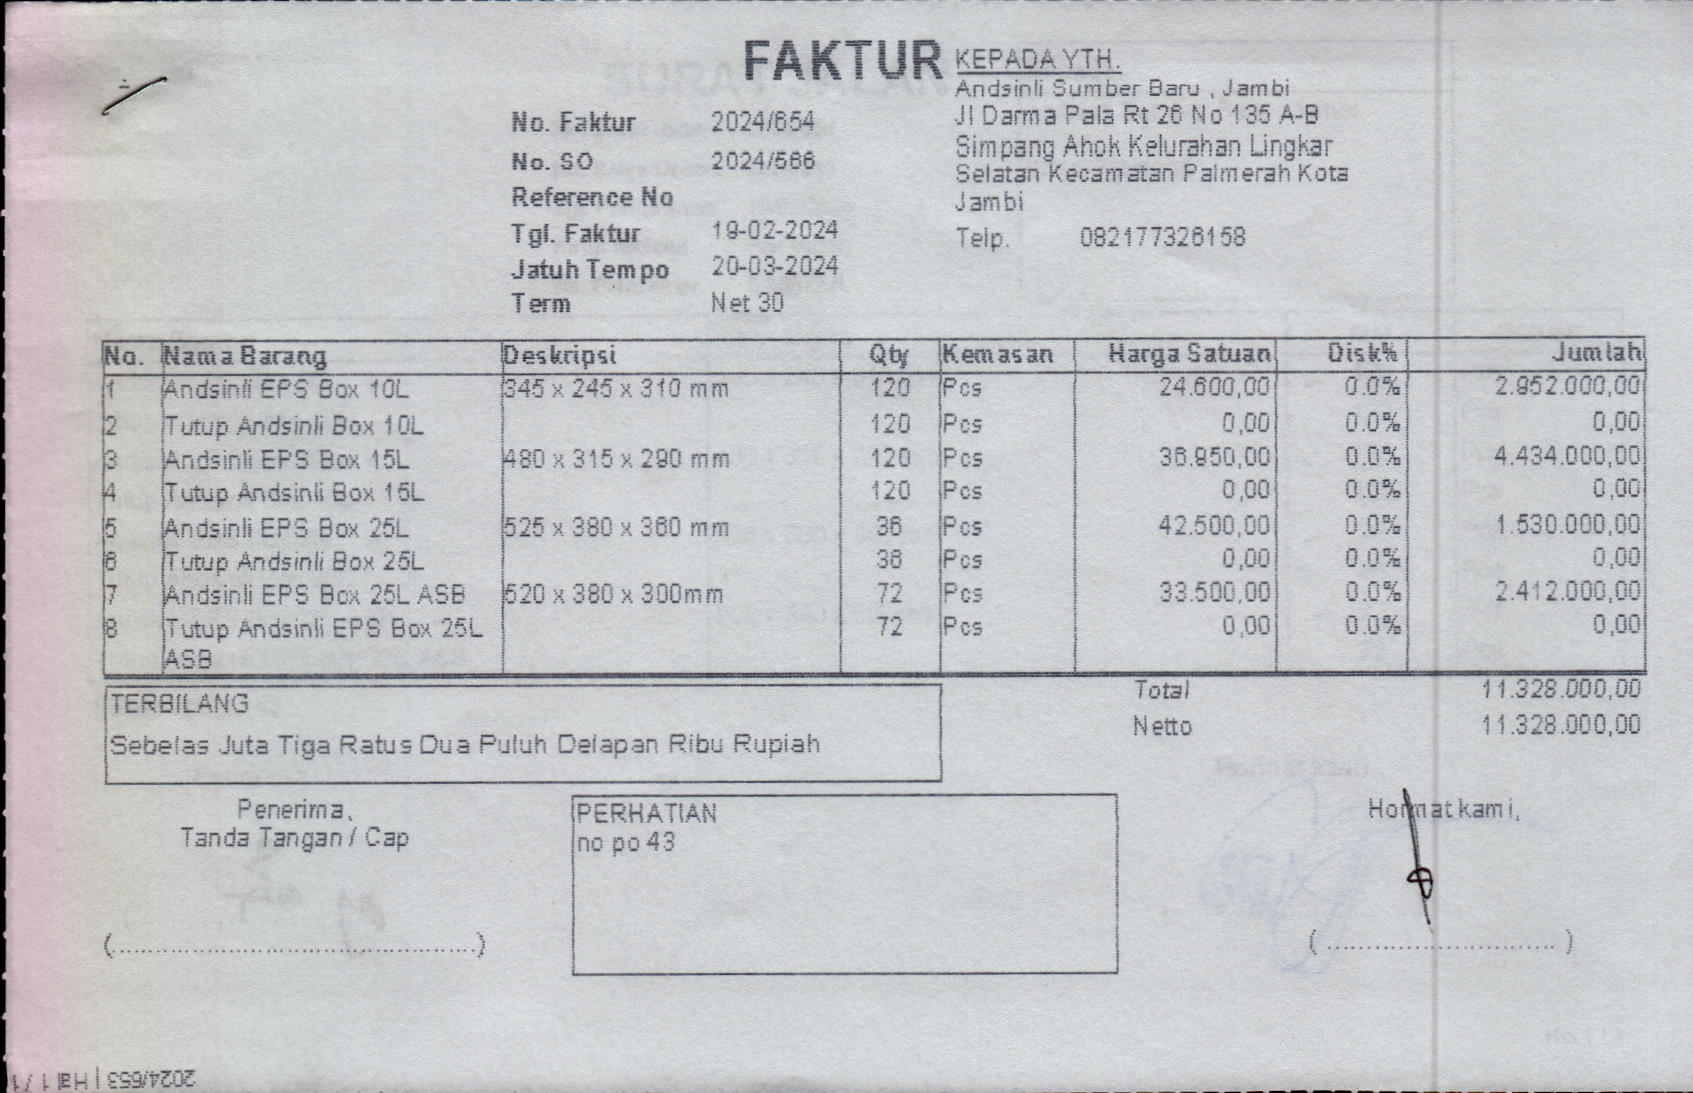 FAKTUR
No. Faktur 2024/654
No. SO 2024/566
Reference No
Tgl. Faktur 19-02-2024
Jatuh Tempo 20-03-2024
Term Net 30
KEPADA YTH.
Andsinli Sumber Baru , Jambi
Jl Darma Pala Rt 26 No 135 A-B
Simpang Ahok Kelurahan Lingkar
Selatan Kecamatan Palmerah Kota
Jambi
Telp. 082177326158
No. Nama Barang Deskripsi Qty Kemasan Harga Satuan Disk% Jumlah
1 Andsinli EPS Box 10L 345 x 245 x 310 mm 120 Pcs 24.600,00 0.0% 2.952.000,00
2 Tutup Andsinli Box 10L 120 Pcs 0,00 0.0% 0,00
3 Andsinli EPS Box 15L 480 x 315 x 290 mm 120 Pcs 36.950,00 0.0% 4.434.000,00
4 Tutup Andsinli Box 15L 120 Pcs 0,00 0.0% 0,00
5 Andsinli EPS Box 25L 525 x 380 x 360 mm 36 Pcs 42.500,00 0.0% 1.530.000,00
6 Tutup Andsinli Box 25L 36 Pcs 0,00 0.0% 0,00
7 Andsinli EPS Box 25L ASB 520 x 380 x 300mm 72 Pcs 33.500,00 0.0% 2.412.000,00
8 Tutup Andsinli EPS Box 25L 72 Pcs 0,00 0.0% 0,00
ASB
Total 11.328.000,00
Netto 11.328.000,00
TERBILANG
Sebelas Juta Tiga Ratus Dua Puluh Delapan Ribu Rupiah
Penerima,
Tanda Tangan / Cap
PERHATIAN
no po 43
Hormat kami,
(..............................................)
( ............................. )
2024/653 | Hal 1 / 1